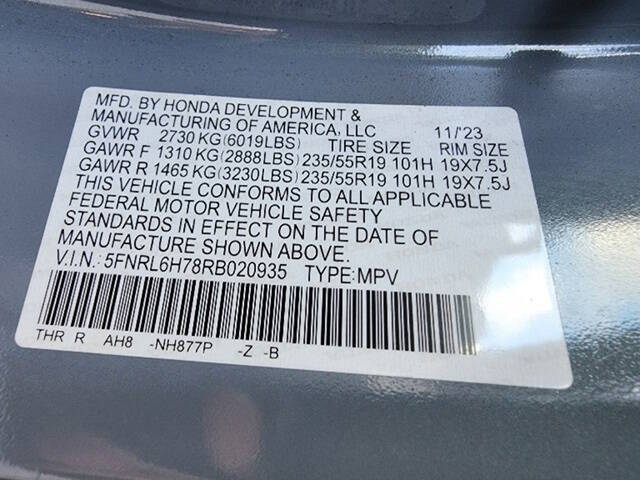 MFD. BY HONDA DEVELOPMENT &
MANUFACTURING OF AMERICA, LLC 11/'23
GVWR 2730 KG(6019LBS) TIRE SIZE RIM SIZE
GAWR F 1310 KG(2888LBS) 235/55R19 101H 19X7.5J
GAWR R 1465 KG(3230LBS) 235/55R19 101H 19X7.5J
THIS VEHICLE CONFORMS TO ALL APPLICABLE
FEDERAL MOTOR VEHICLE SAFETY
STANDARDS IN EFFECT ON THE DATE OF
MANUFACTURE SHOWN ABOVE.
V.I.N.: 5FNRL6H78RB020935 TYPE: MPV
THR R AH8 -NH877P -Z -B